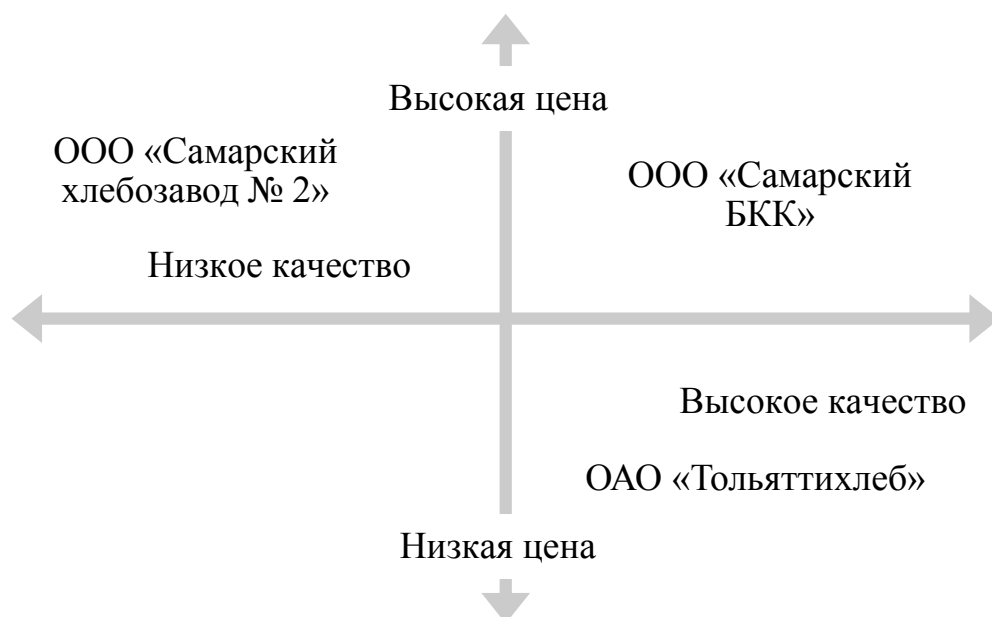 Высокая цена
ООО «Самарский
хлебозавод № 2»
ООО «Самарский
БКК»
Низкое качество
Высокое качество
ОАО «Тольяттихлеб»
Низкая цена